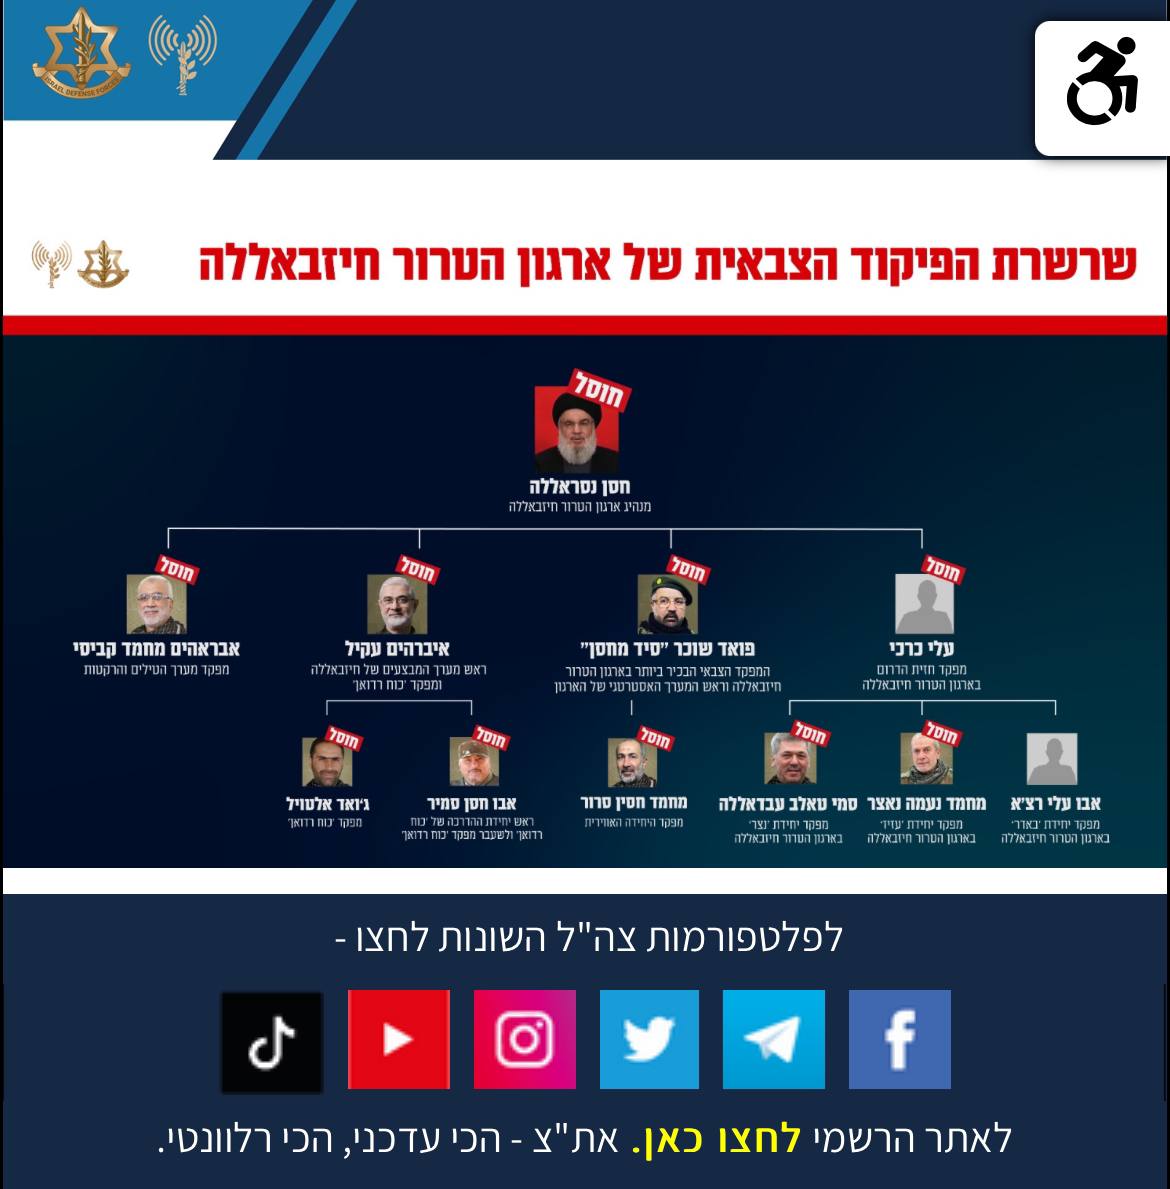 ISRAEL DEFENSE FORCES
שרשרת הפיקוד הצבאית של ארגון הטרור חיזבאללה
חוסל
חסן נסראללה
מנהיג ארגון הטרור חיזבאללה
חוסל
עלי כרכי
מפקד חזית הדרום
בארגון הטרור חיזבאללה
חוסל
פואד שוכר "סיד מחסן"
המפקד הצבאי הבכיר ביותר בארגון הטרור
חיזבאללה וראש המערך האסטרטגי של הארגון
חוסל
איברהים עקיל
ראש מערך המבצעים של חיזבאללה
ומפקד 'כוח רדואן'
חוסל
אבראהים מחמד קביסי
מפקד מערך הטילים והרקטות
אבו עלי רצ'א
מפקד יחידת 'באדר'
בארגון הטרור חיזבאללה
חוסל
מחמד נעמה נאצר
מפקד יחידת 'עזיז'
בארגון הטרור חיזבאללה
חוסל
סמי טאלב עבדאללה
מפקד יחידת 'נצר'
בארגון הטרור חיזבאללה
חוסל
מחמד חסין סרור
מפקד היחידה האווירית
חוסל
אבו חסן סמיר
ראש יחידת ההדרכה של 'כוח
רדואן' ולשעבר מפקד 'כוח רדואן'
חוסל
ג'ואד אלטויל
מפקד 'כוח רדואן'
לפלטפורמות צה"ל השונות לחצו -
לאתר הרשמי לחצו כאן. את"צ - הכי עדכני, הכי רלוונטי.